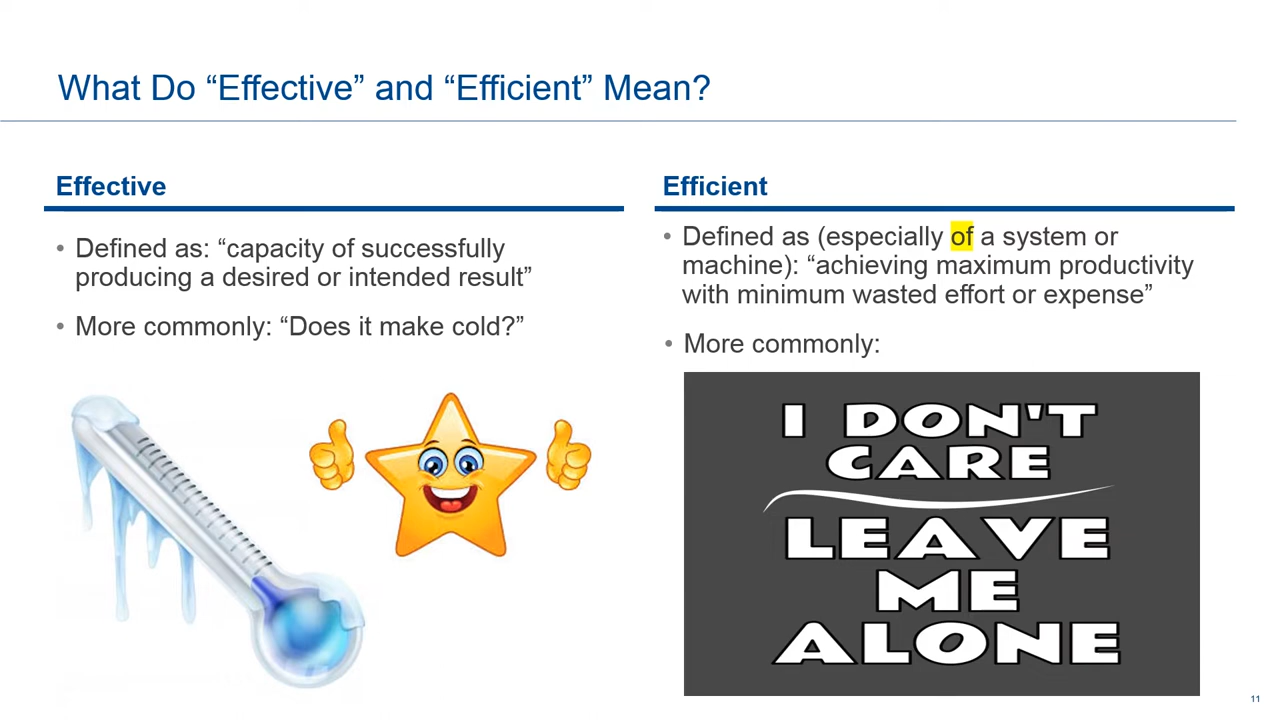 What Do “Effective” and “Efficient” Mean?
Effective
• Defined as: “capacity of successfully
producing a desired or intended result”
• More commonly: “Does it make cold?”
Efficient
• Defined as (especially of a system or
machine): “achieving maximum productivity
with minimum wasted effort or expense”
• More commonly:
I DON'T
CARE
LEAVE
ME
ALONE
11